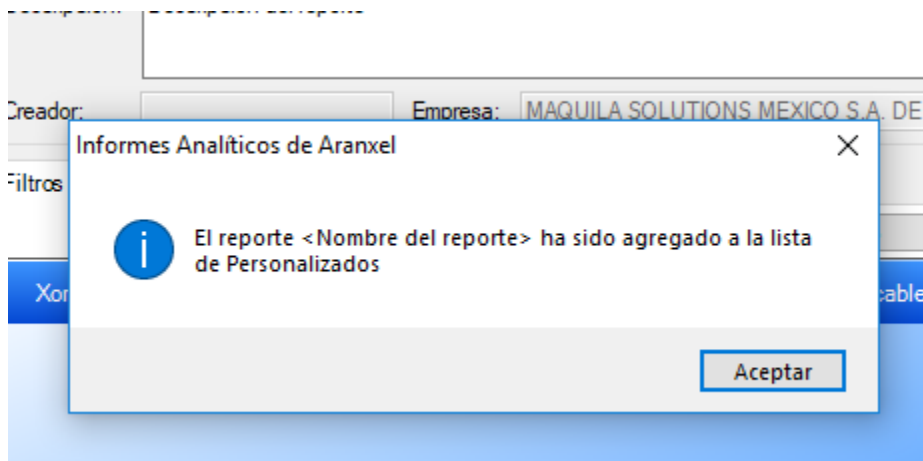 Creador:
Empresa: MAQUILA SOLUTIONS MEXICO S.A. DE
Informes Analíticos de Aranxel
Filtros
El reporte <Nombre del reporte> ha sido agregado a la lista
de Personalizados
Aceptar